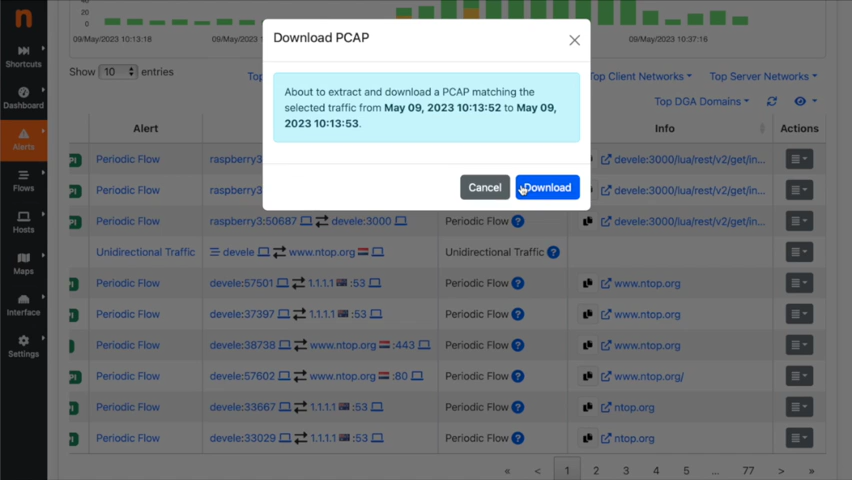 n
Shortcuts
Dashboard
Alerts
Flows
Hosts
Maps
Interface
Settings
40
20
0
09/May/2023 10:13:18
09/May/2023 10:37:16
Download PCAP
About to extract and download a PCAP matching the
selected traffic from May 09, 2023 10:13:52 to May 09,
2023 10:13:53.
Cancel
Download
Show 10 entries
Top Client Networks
Top Server Networks
Top DGA Domains
Alert
Info
Actions
Periodic Flow raspberry3 devele:3000/lua/rest/v2/get/in...
Periodic Flow raspberry3 devele:3000/lua/rest/v2/get/in...
Periodic Flow raspberry3:50687 devele:3000 Periodic Flow ? devele:3000/lua/rest/v2/get/in...
Unidirectional Traffic devele www.ntop.org Unidirectional Traffic ?
Periodic Flow devele:57501 1.1.1.1 :53 Periodic Flow ? www.ntop.org
Periodic Flow devele:37397 1.1.1.1 :53 Periodic Flow ? www.ntop.org
Periodic Flow devele:38738 www.ntop.org :443 Periodic Flow ? www.ntop.org
Periodic Flow devele:57602 www.ntop.org :80 Periodic Flow ? www.ntop.org/
Periodic Flow devele:33667 1.1.1.1 :53 Periodic Flow ? ntop.org
Periodic Flow devele:33029 1.1.1.1 :53 Periodic Flow ? ntop.org
« < 1 2 3 4 5 ... 77 > »